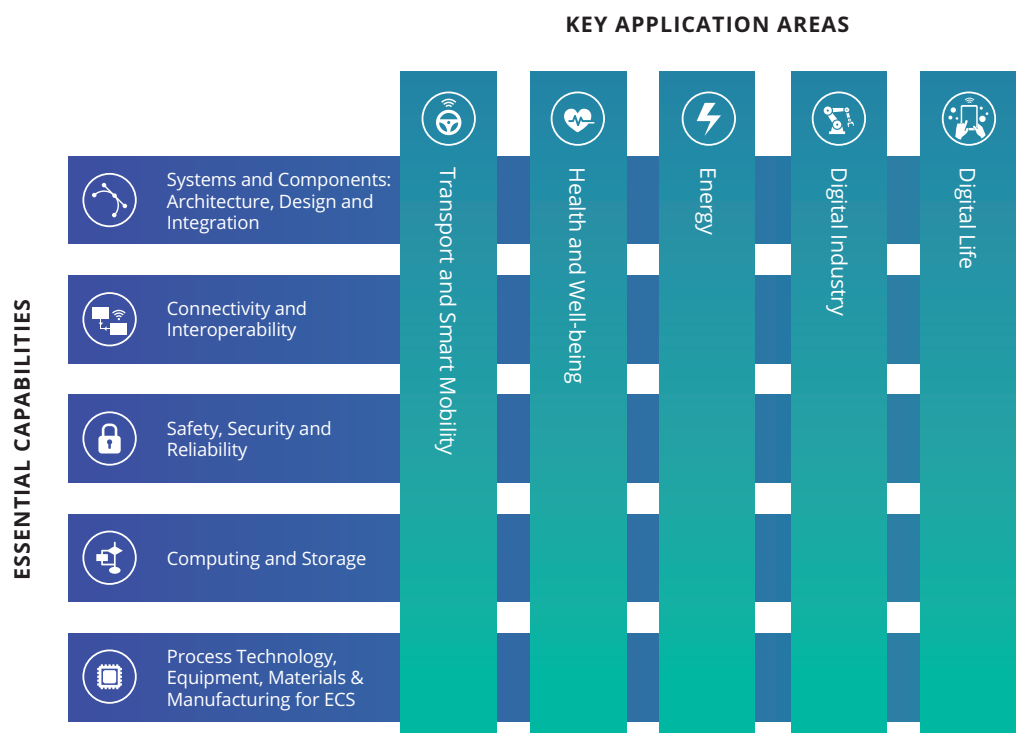 KEY APPLICATION AREAS
Transport and Smart Mobility
Health and Well-being
Energy
Digital Industry
Digital Life
ESSENTIAL CAPABILITIES
Systems and Components:
Architecture, Design and
Integration
Connectivity and
Interoperability
Safety, Security and
Reliability
Computing and Storage
Process Technology,
Equipment, Materials &
Manufacturing for ECS